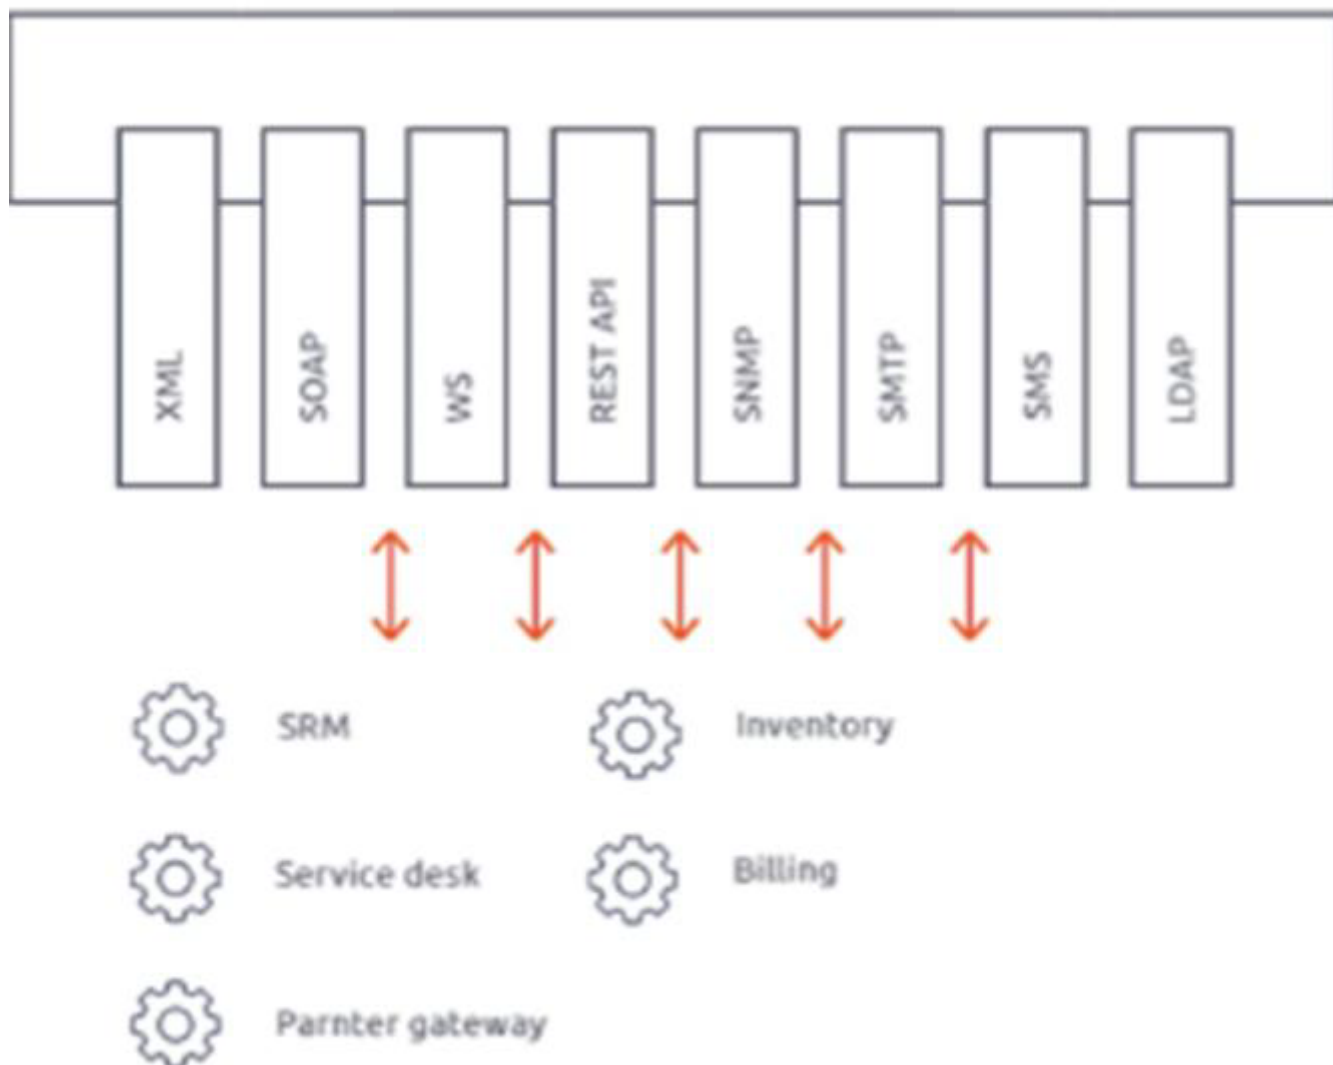 XML
SOAP
WS
REST API
SNMP
SMTP
SMS
LDAP
SRM
Inventory
Service desk
Billing
Parnter gateway